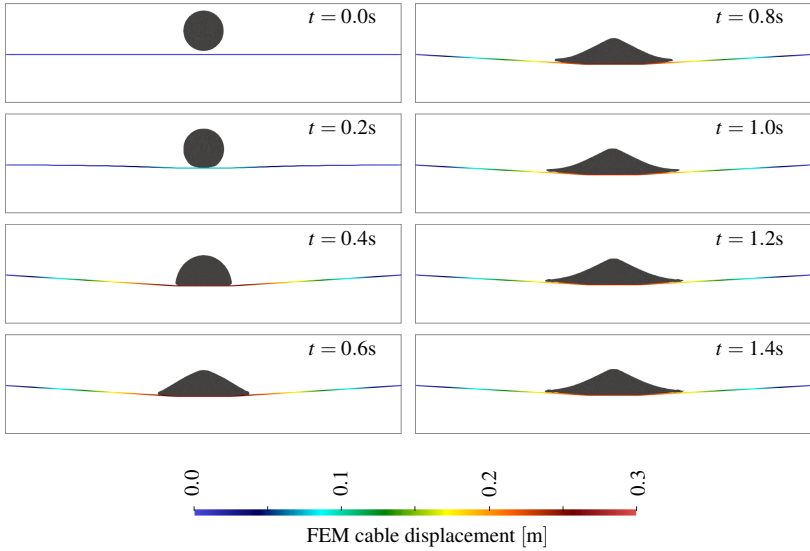 t = 0.0s
t = 0.2s
t = 0.4s
t = 0.6s
t = 0.8s
t = 1.0s
t = 1.2s
t = 1.4s
0.0 0.1 0.2 0.3
FEM cable displacement [m]